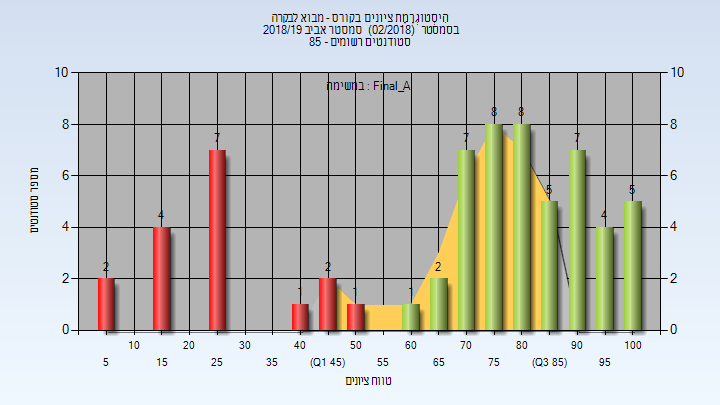 הִיסְטוֹגְרַמַת ציונים בקורס - מבוא לבקרה
בסמסטר (02/2018) סמסטר אביב 2018/19
סטודנטים רשומים - 85
במשימה : Final_A
מספר סטודנטים
10 8 6 4 2 0
10 8 6 4 2 0
2 4 7 1 2 1 1 2 7 8 8 5 7 4 5
10 20 30 40 50 60 70 80 90 100
5 15 25 35 (Q1 45) 55 65 75 (Q3 85) 95
טווח ציונים